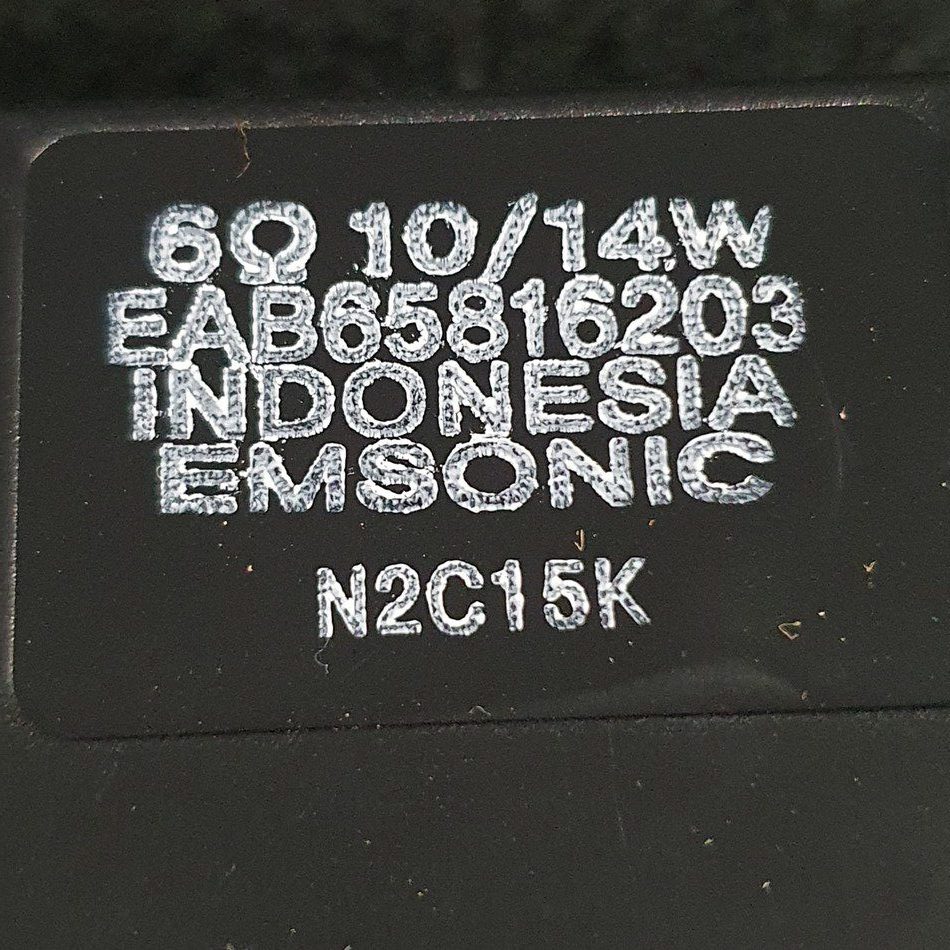 6Ω 10/14W
EAB65816203
INDONESIA
EMSONIC
N2C15K